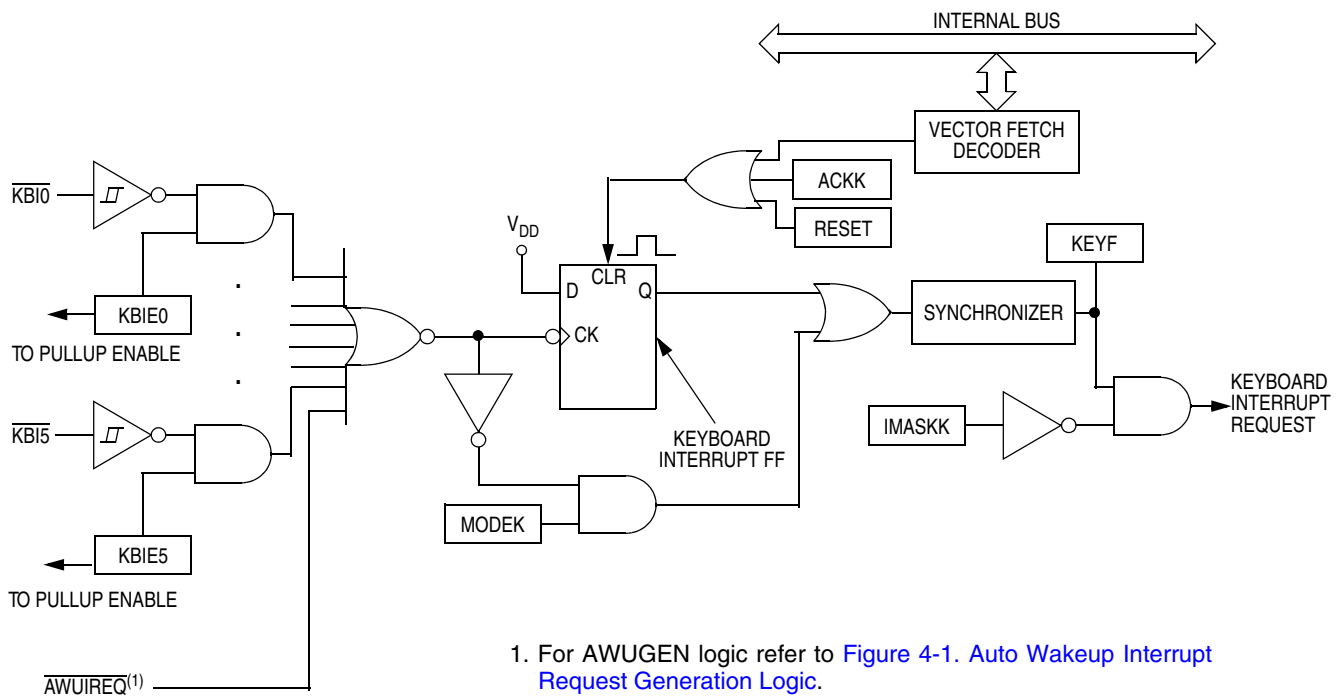 INTERNAL BUS
VECTOR FETCH
DECODER
ACKK
RESET
KBI0
VDD
KEYF
CLR
D
Q
CK
SYNCHRONIZER
KBIE0
TO PULLUP ENABLE
KBI5
KEYBOARD
INTERRUPT FF
IMASKK
KEYBOARD
INTERRUPT
REQUEST
MODEK
KBIE5
TO PULLUP ENABLE
AWUIREQ(1)
1. For AWUGEN logic refer to Figure 4-1. Auto Wakeup Interrupt
Request Generation Logic.